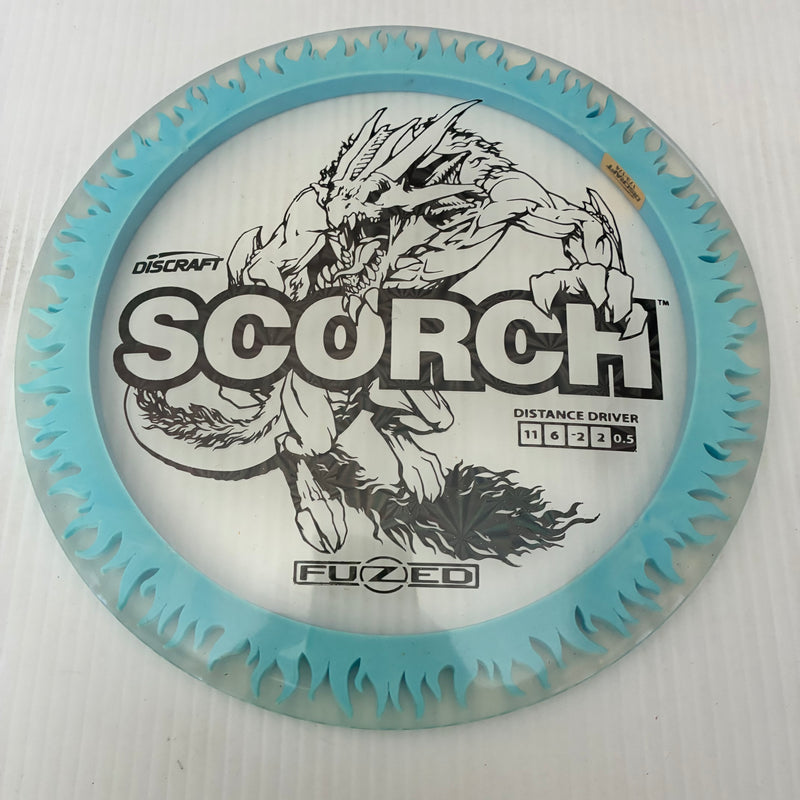 DISCRAFT
SCORCH™
DISTANCE DRIVER
11 6 -2 2 0.5
FUZED